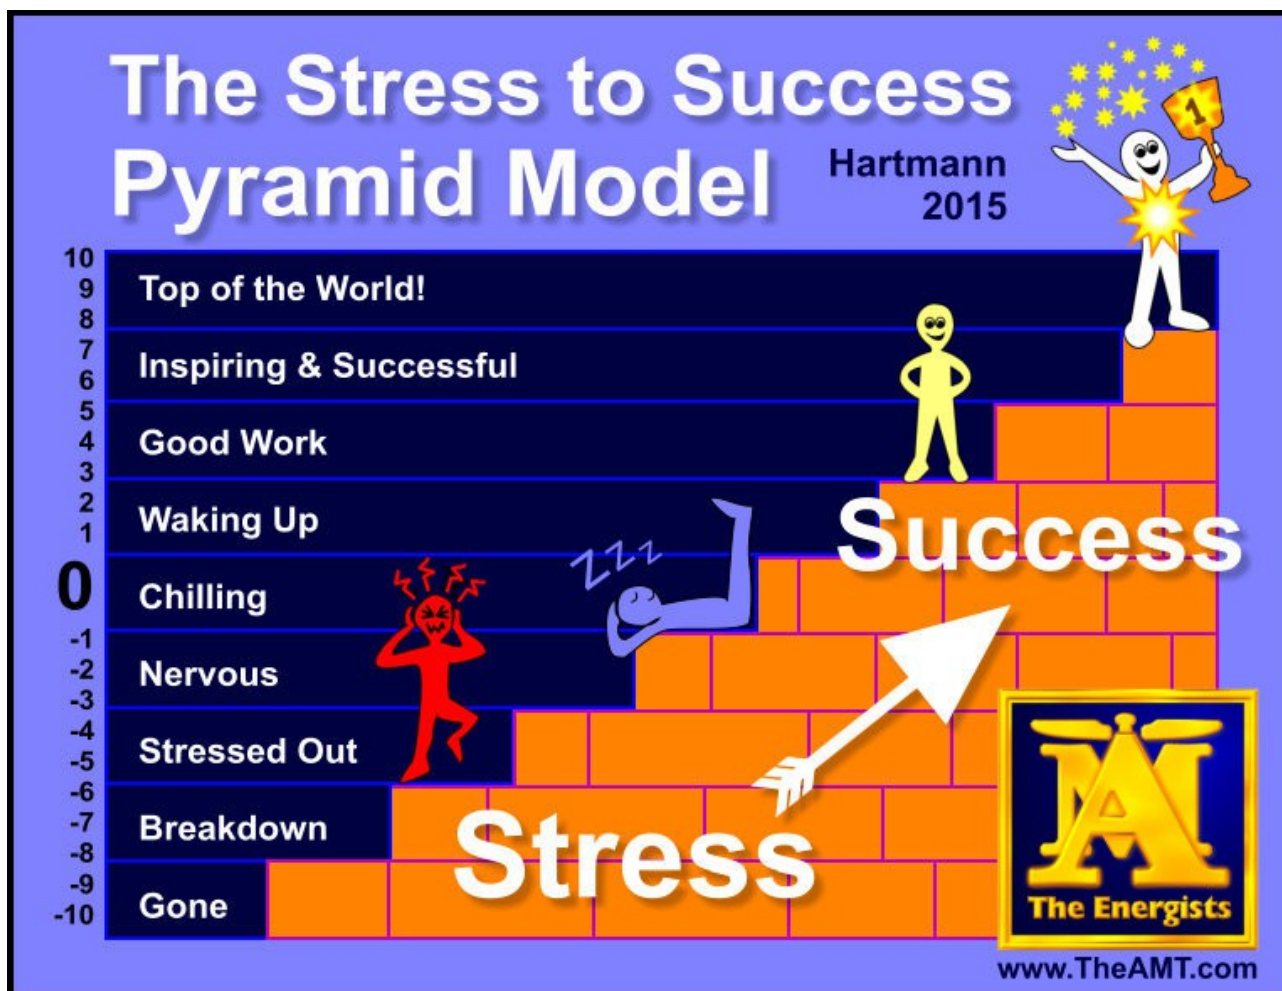 The Stress to Success
Pyramid Model
Hartmann
2015
1
10
9
8
Top of the World!
7
6
Inspiring & Successful
5
4
3
Good Work
2
1
Waking Up
zzz
Success
0
Chilling
-1
-2
-3
Nervous
-4
-5
Stressed Out
-6
-7
-8
Breakdown
Stress
-9
-10
Gone
AM
The Energists
www.TheAMT.com